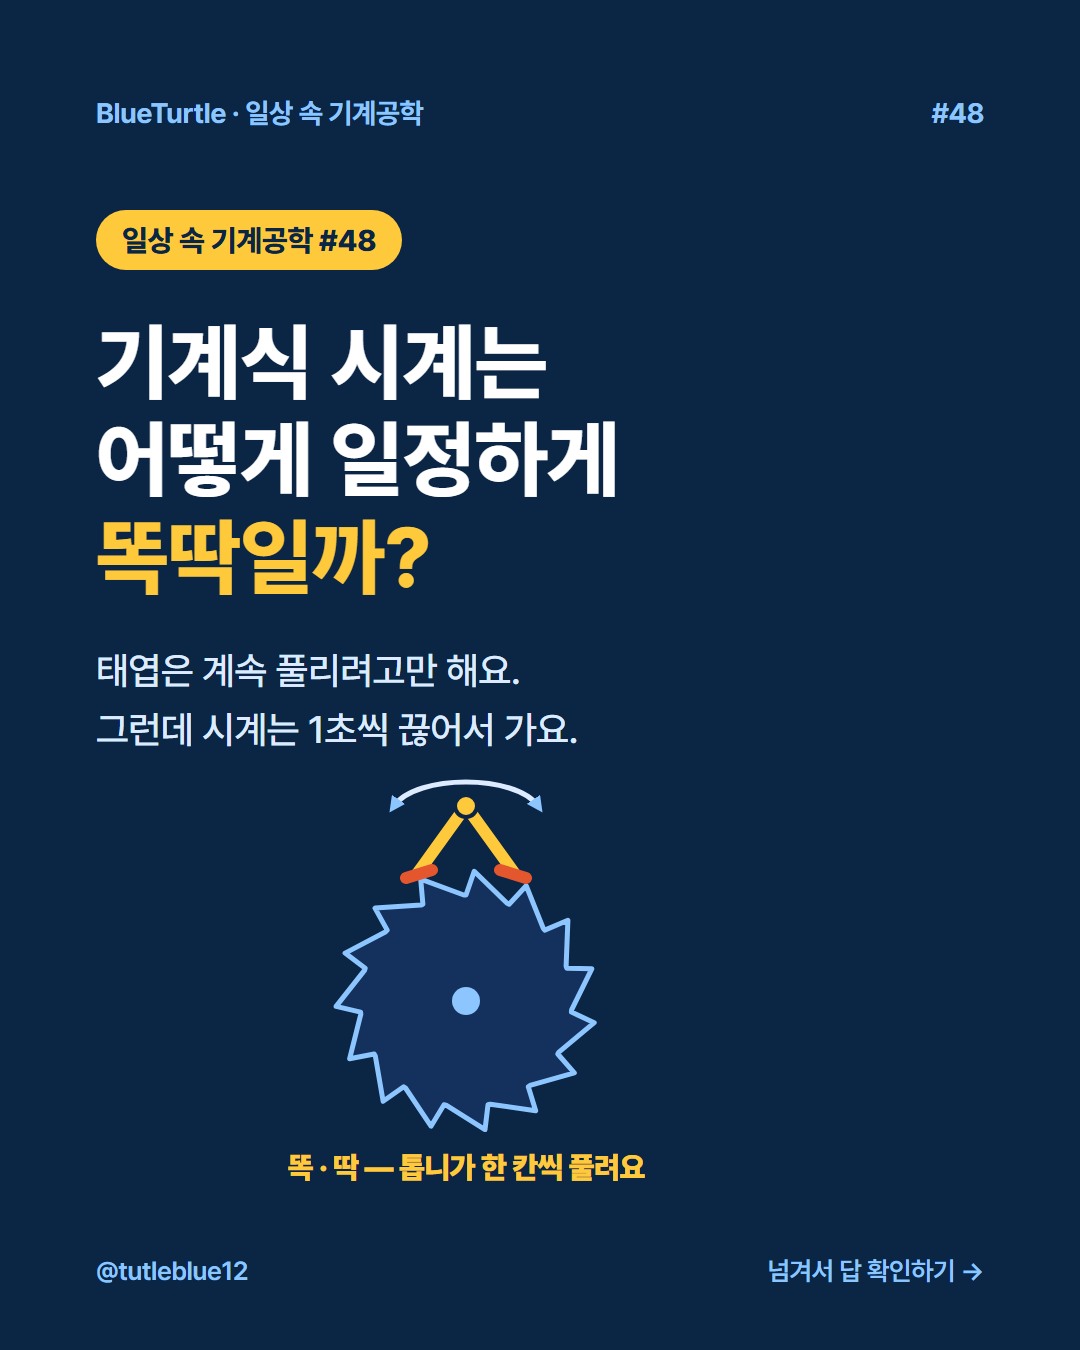 BlueTurtle · 일상 속 기계공학
#48
일상 속 기계공학 #48
기계식 시계는
어떻게 일정하게
똑딱일까?
태엽은 계속 풀리려고만 해요.
그런데 시계는 1초씩 끊어서 가요.
똑 · 딱 — 톱니가 한 칸씩 풀려요
@tutleblue12
넘겨서 답 확인하기 →